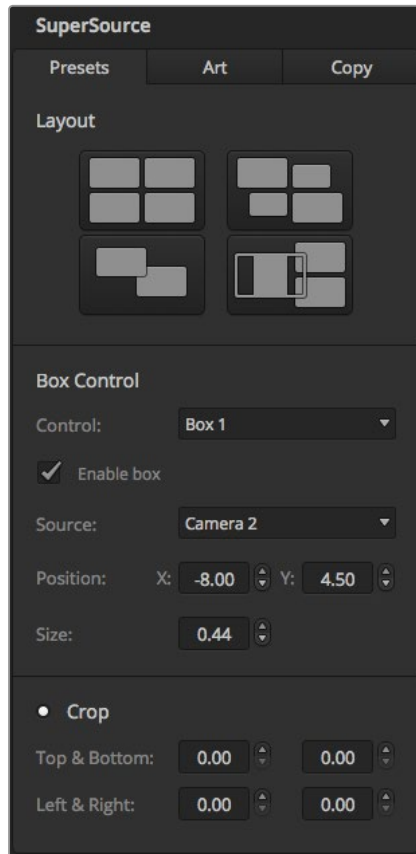 SuperSource
Presets Art Copy
Layout
Box Control
Control: Box 1
Enable box
Source: Camera 2
Position: X: -8.00 Y: 4.50
Size: 0.44
Crop
Top & Bottom: 0.00 0.00
Left & Right: 0.00 0.00